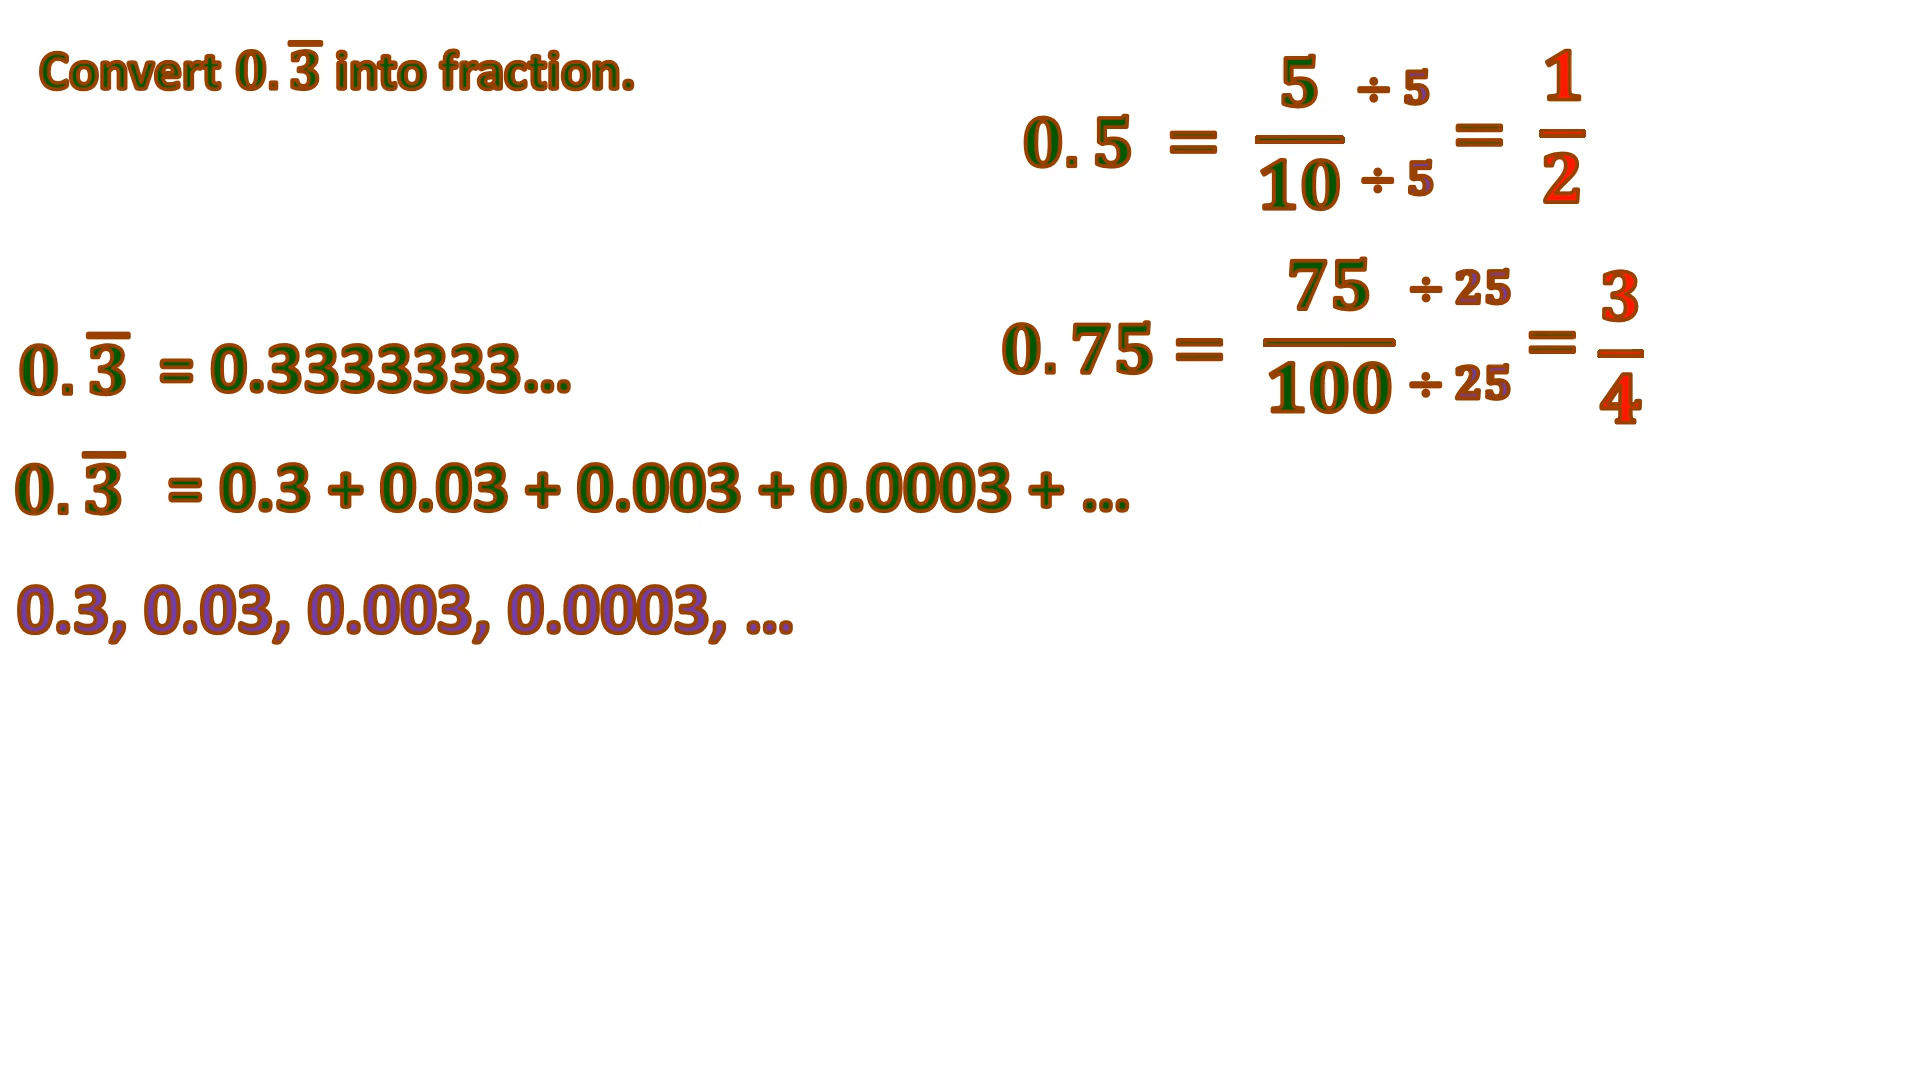 Convert 0.3̅ into fraction.
0.5 = 5/10 ÷ 5 ÷ 5 = 1/2
0.75 = 75/100 ÷ 25 ÷ 25 = 3/4
0.3̅ = 0.3333333...
0.3̅ = 0.3 + 0.03 + 0.003 + 0.0003 + ...
0.3, 0.03, 0.003, 0.0003, ...